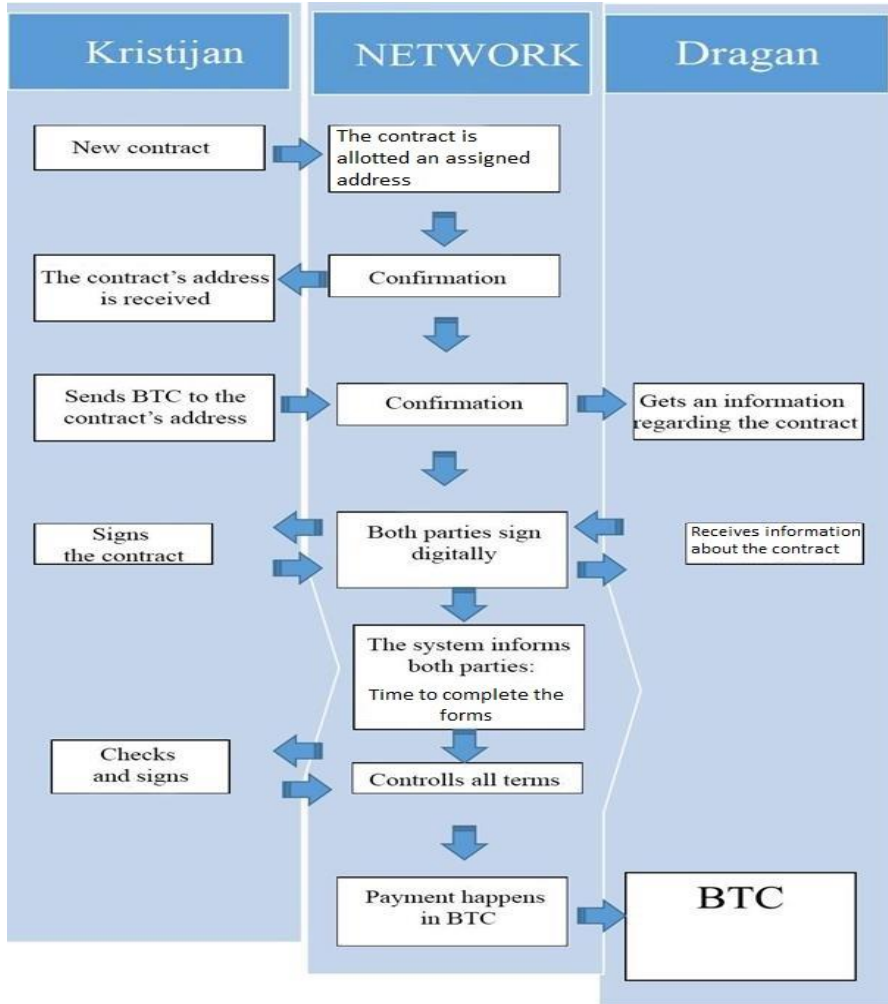 Kristijan
NETWORK
Dragan
New contract
The contract is
allotted an assigned
address
The contract’s address
is received
Confirmation
Sends BTC to the
contract’s address
Confirmation
Gets an information
regarding the contract
Signs
the contract
Both parties sign
digitally
Receives information
about the contract
The system informs
both parties:
Time to complete the
forms
Checks
and signs
Controlls all terms
Payment happens
in BTC
BTC